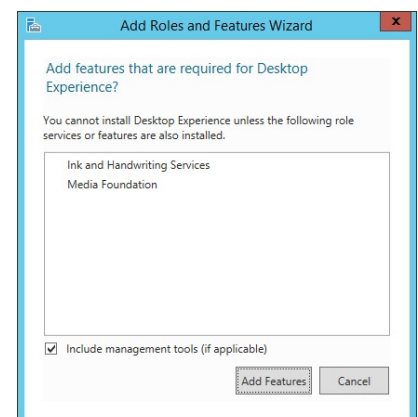 Add Roles and Features Wizard
x
Add features that are required for Desktop
Experience?
You cannot install Desktop Experience unless the following role
services or features are also installed.
Ink and Handwriting Services
Media Foundation
Include management tools (if applicable)
Add Features
Cancel